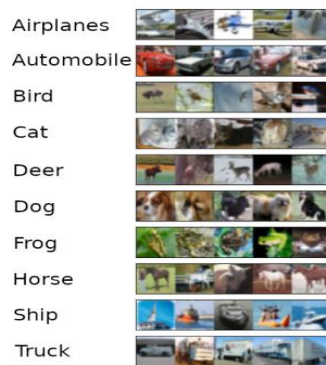 Airplanes
Automobile
Bird
Cat
Deer
Dog
Frog
Horse
Ship
Truck